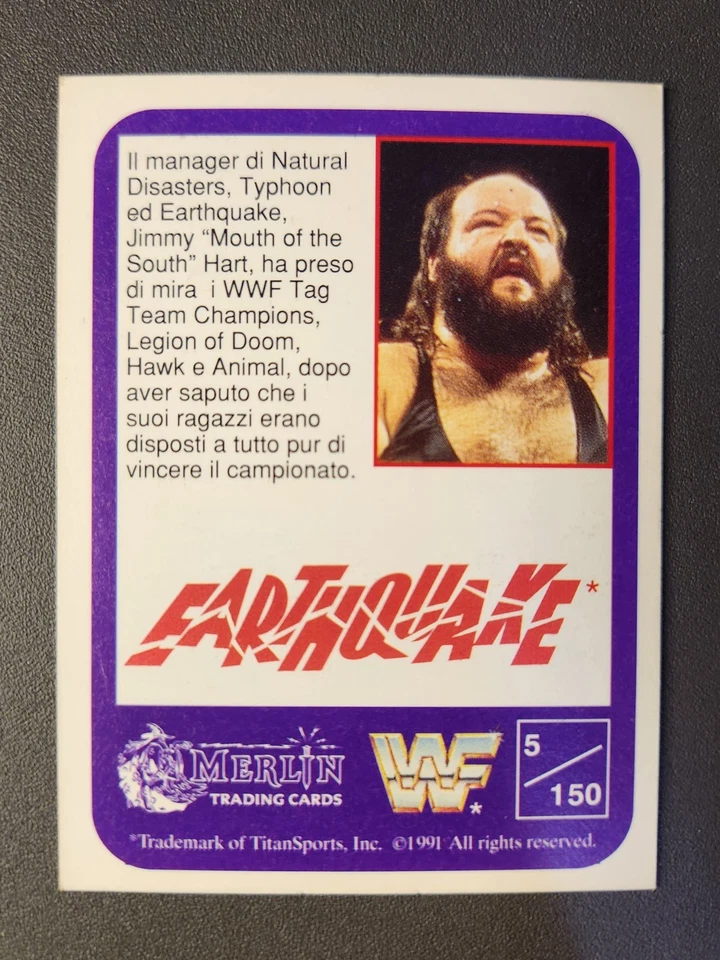 Il manager di Natural
Disasters, Typhoon
ed Earthquake,
Jimmy “Mouth of the
South” Hart, ha preso
di mira i WWF Tag
Team Champions,
Legion of Doom,
Hawk e Animal, dopo
aver saputo che i
suoi ragazzi erano
disposti a tutto pur di
vincere il campionato.
EARTHQUAKE*
MERLIN
TRADING CARDS
WF*
5/150
*Trademark of TitanSports, Inc. ©1991 All rights reserved.